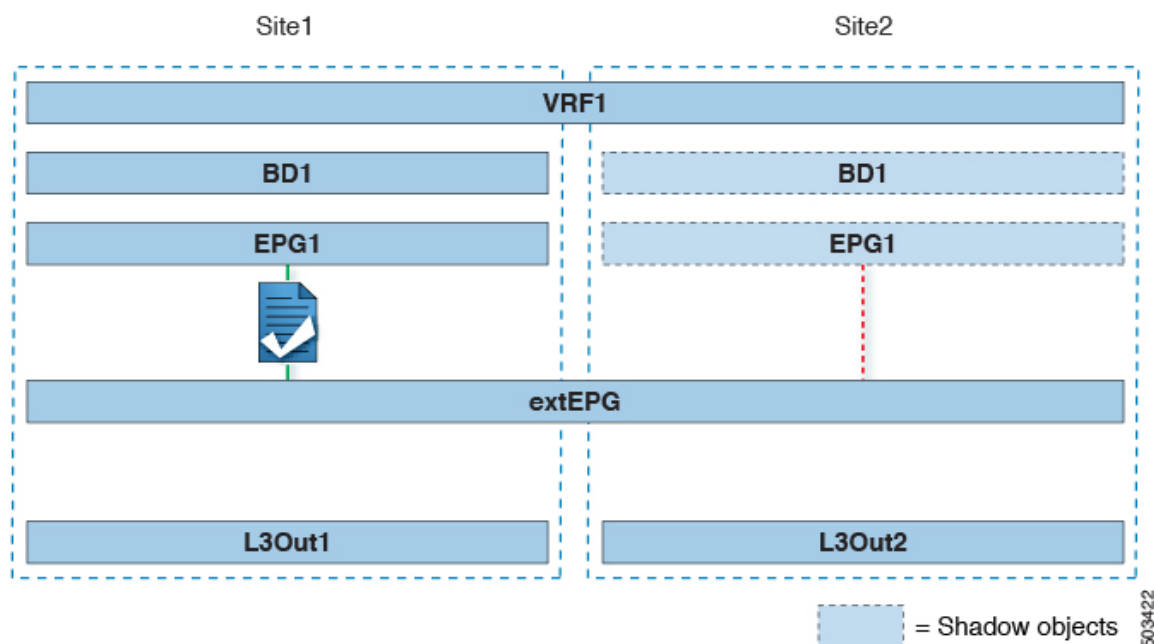 Site1 Site2
VRF1
BD1 BD1
EPG1 EPG1
extEPG
L3Out1 L3Out2
= Shadow objects
503422